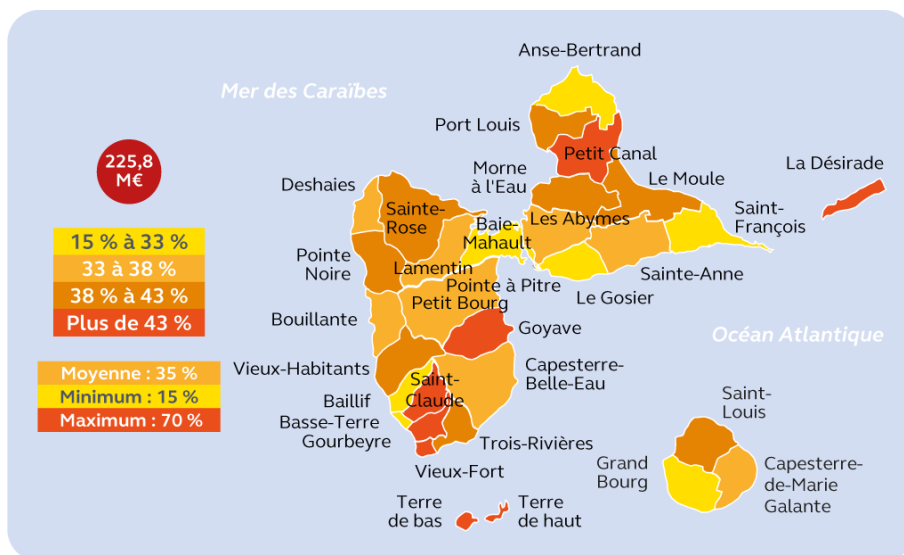 Anse-Bertrand
Mer des Caraïbes
Port Louis
225,8
M€
Petit Canal
La Désirade
Morne
à l'Eau
Deshaies
Le Moule
Sainte-
Rose
Les Abymes
Saint-
François
Baie-
Mahault
15 % à 33 %
33 à 38 %
38 % à 43 %
Plus de 43 %
Pointe
Noire
Lamentin
Sainte-Anne
Pointe à Pitre
Le Gosier
Petit Bourg
Bouillante
Goyave
Océan Atlantique
Vieux-Habitants
Capesterre-
Belle-Eau
Moyenne : 35 %
Minimum : 15 %
Maximum : 70 %
Saint-
Claude
Baillif
Basse-Terre
Gourbeyre
Trois-Rivières
Vieux-Fort
Saint-
Louis
Grand
Bourg
Capesterre-
de-Marie
Galante
Terre
de bas
Terre
de haut